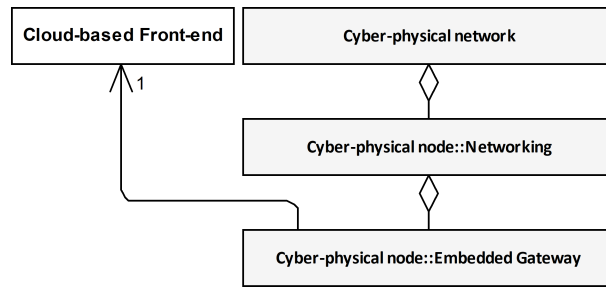 Cloud-based Front-end
Cyber-physical network
1
Cyber-physical node::Networking
Cyber-physical node::Embedded Gateway